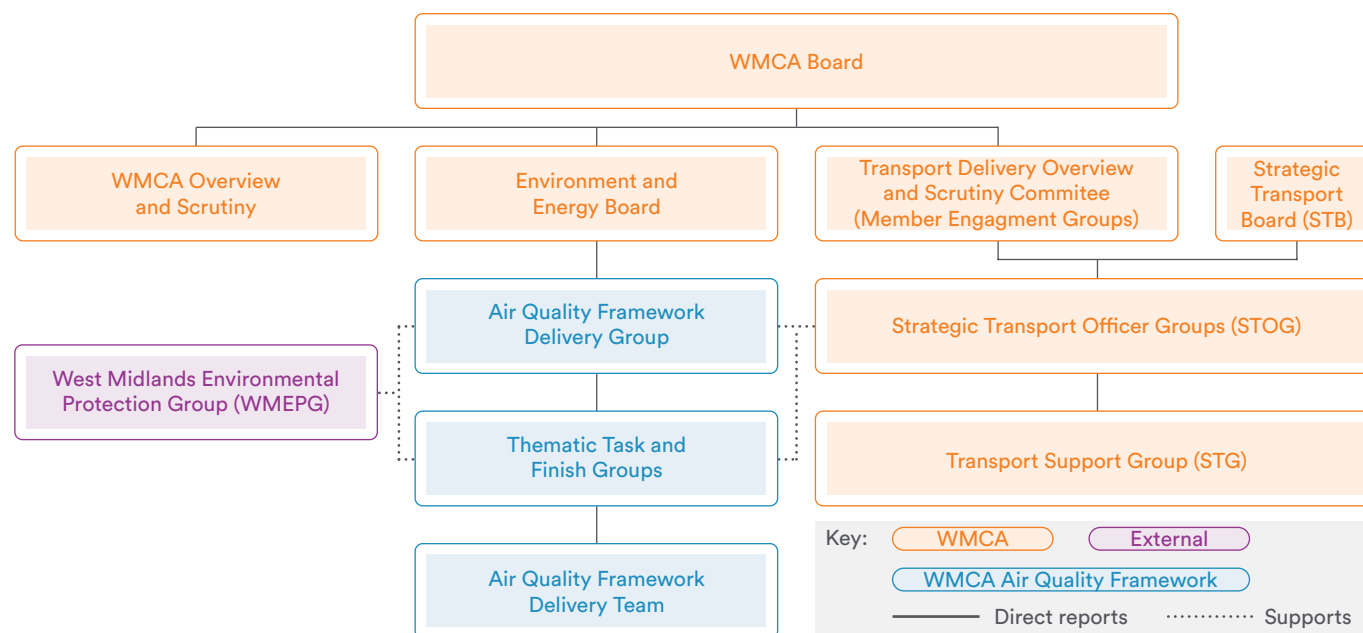 WMCA Board
WMCA Overview
and Scrutiny
Environment and
Energy Board
Transport Delivery Overview
and Scrutiny Commitee
(Member Engagment Groups)
Strategic
Transport
Board (STB)
Air Quality Framework
Delivery Group
Strategic Transport Officer Groups (STOG)
West Midlands Environmental
Protection Group (WMEPG)
Thematic Task and
Finish Groups
Transport Support Group (STG)
Air Quality Framework
Delivery Team
Key:
WMCA
External
WMCA Air Quality Framework
Direct reports
Supports